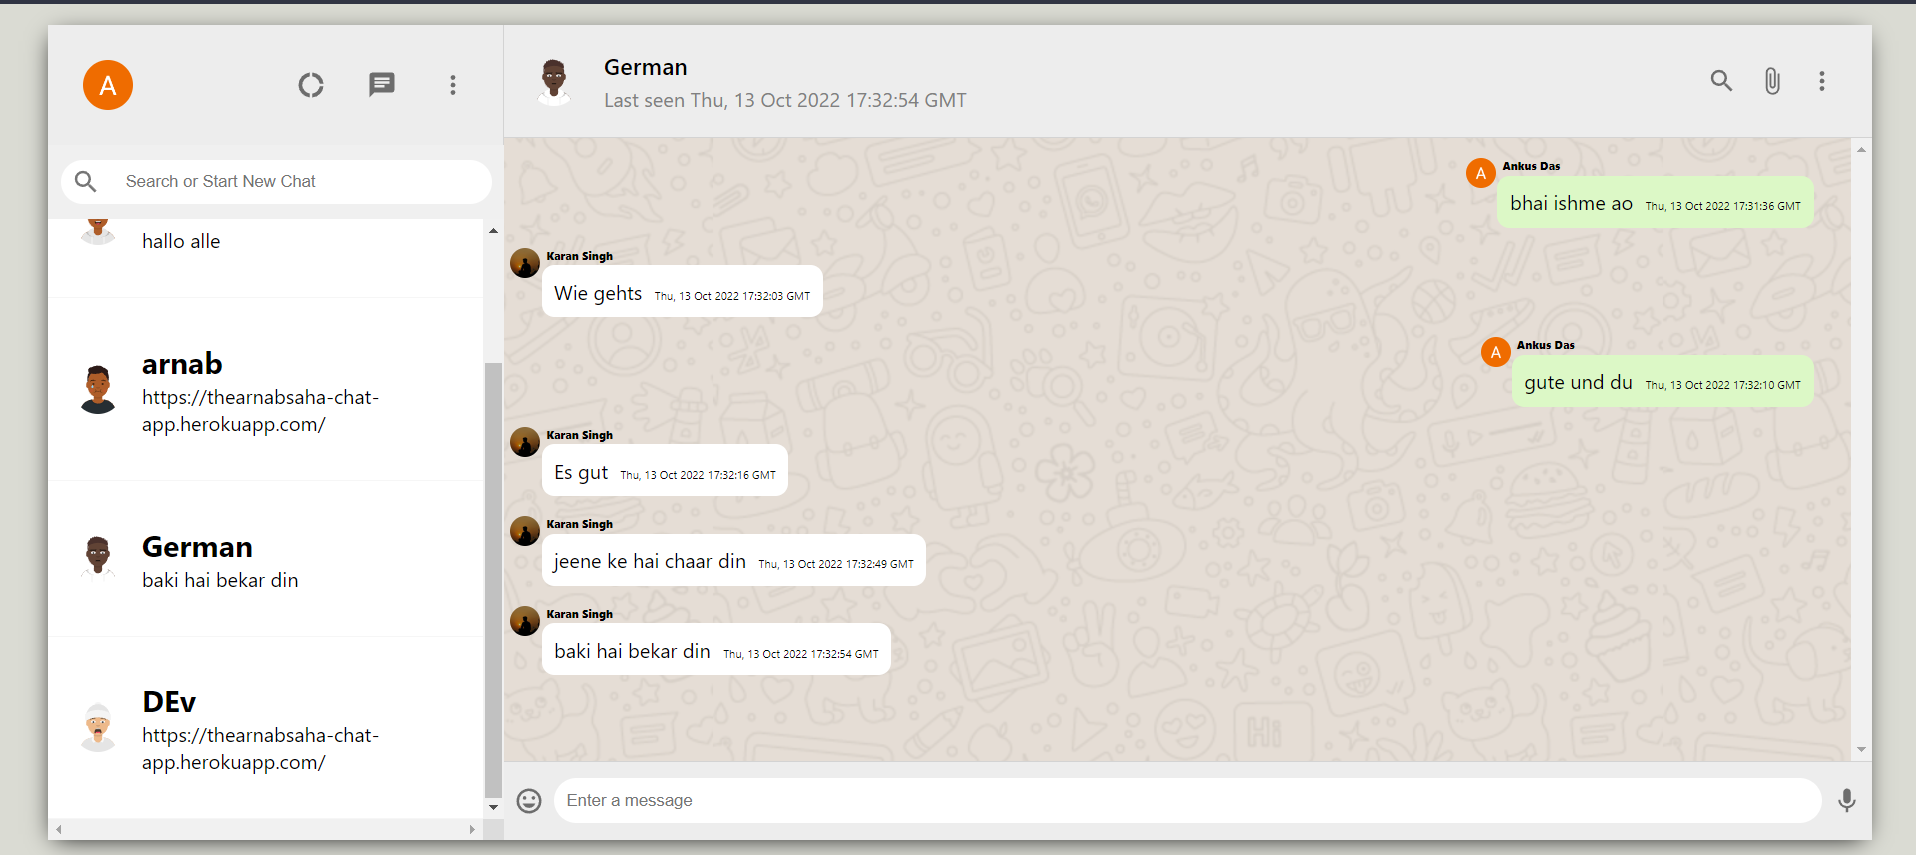 A
Search or Start New Chat
hallo alle
arnab
https://thearnabsaha-chat-
app.herokuapp.com/
German
baki hai bekar din
DEv
https://thearnabsaha-chat-
app.herokuapp.com/
German
Last seen Thu, 13 Oct 2022 17:32:54 GMT
A Ankus Das
bhai ishme ao Thu, 13 Oct 2022 17:31:36 GMT
Karan Singh
Wie gehts Thu, 13 Oct 2022 17:32:03 GMT
A Ankus Das
gute und du Thu, 13 Oct 2022 17:32:10 GMT
Karan Singh
Es gut Thu, 13 Oct 2022 17:32:16 GMT
Karan Singh
jeene ke hai chaar din Thu, 13 Oct 2022 17:32:49 GMT
Karan Singh
baki hai bekar din Thu, 13 Oct 2022 17:32:54 GMT
Hi
Enter a message